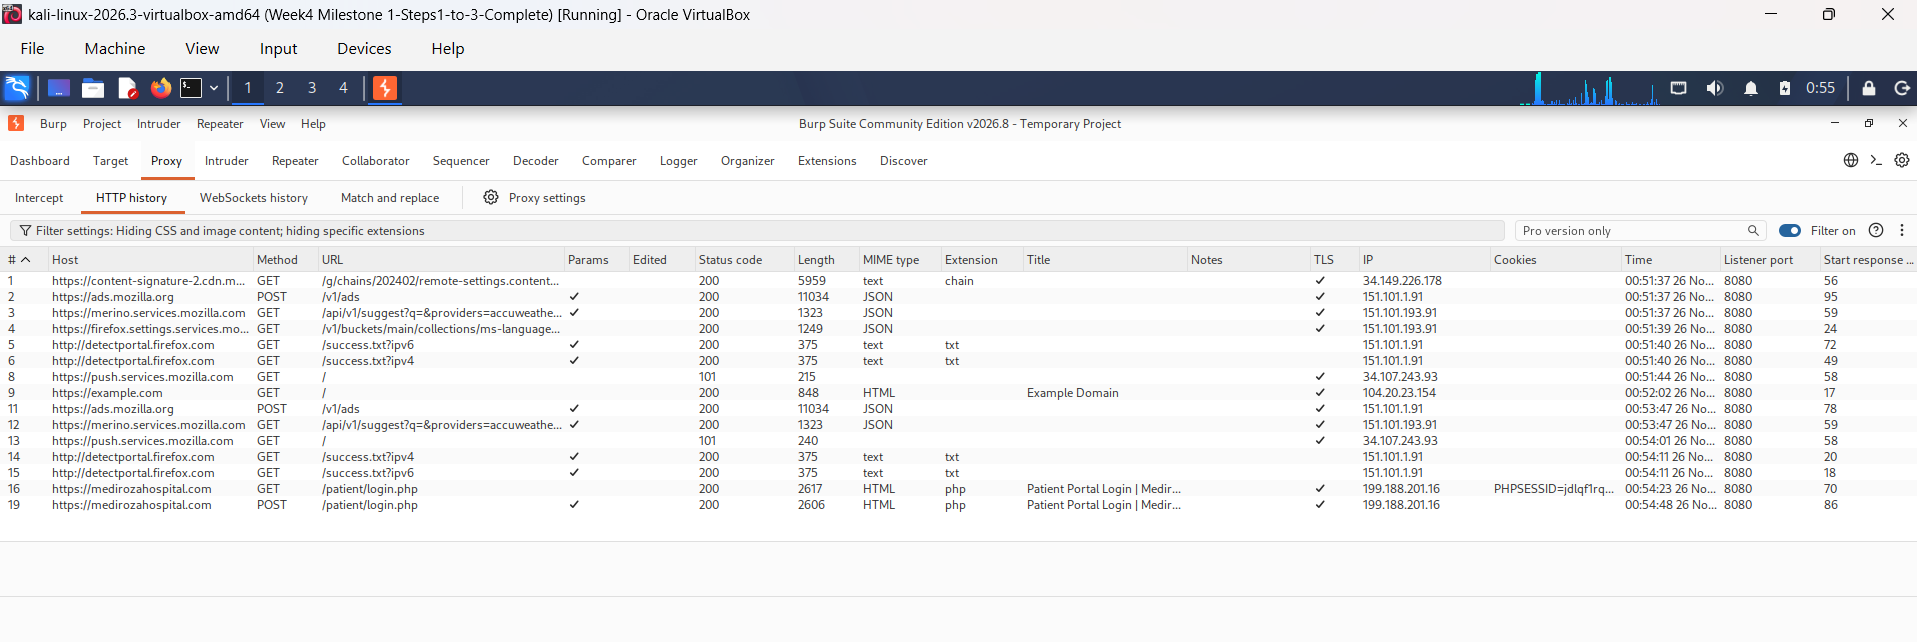 kali-linux-2026.3-virtualbox-amd64 (Week4 Milestone 1-Steps1-to-3-Complete) [Running] - Oracle VirtualBox
File Machine View Input Devices Help
1 2 3 4 0:55
Burp Project Intruder Repeater View Help Burp Suite Community Edition v2026.8 - Temporary Project
Dashboard Target Proxy Intruder Repeater Collaborator Sequencer Decoder Comparer Logger Organizer Extensions Discover
Intercept HTTP history WebSockets history Match and replace Proxy settings
Filter settings: Hiding CSS and image content; hiding specific extensions Pro version only Filter on
# Host Method URL Params Edited Status code Length MIME type Extension Title Notes TLS IP Cookies Time Listener port Start response ...
1 https://content-signature-2.cdn.m... GET /g/chains/202402/remote-settings.content... 200 5959 text chain ✓ 34.149.226.178 00:51:37 26 No... 8080 56
2 https://ads.mozilla.org POST /v1/ads ✓ 200 11034 JSON ✓ 151.101.1.91 00:51:37 26 No... 8080 95
3 https://merino.services.mozilla.com GET /api/v1/suggest?q=&providers=accuweathe... ✓ 200 1323 JSON ✓ 151.101.193.91 00:51:37 26 No... 8080 59
4 https://firefox.settings.services.mo... GET /v1/buckets/main/collections/ms-language... 200 1249 JSON ✓ 151.101.193.91 00:51:39 26 No... 8080 24
5 http://detectportal.firefox.com GET /success.txt?ipv6 ✓ 200 375 text txt 151.101.1.91 00:51:40 26 No... 8080 72
6 http://detectportal.firefox.com GET /success.txt?ipv4 ✓ 200 375 text txt 151.101.1.91 00:51:40 26 No... 8080 49
8 https://push.services.mozilla.com GET / 101 215 ✓ 34.107.243.93 00:51:44 26 No... 8080 58
9 https://example.com GET / 200 848 HTML Example Domain ✓ 104.20.23.154 00:52:02 26 No... 8080 17
11 https://ads.mozilla.org POST /v1/ads ✓ 200 11034 JSON ✓ 151.101.1.91 00:53:47 26 No... 8080 78
12 https://merino.services.mozilla.com GET /api/v1/suggest?q=&providers=accuweathe... ✓ 200 1323 JSON ✓ 151.101.193.91 00:53:47 26 No... 8080 59
13 https://push.services.mozilla.com GET / 101 240 ✓ 34.107.243.93 00:54:01 26 No... 8080 58
14 http://detectportal.firefox.com GET /success.txt?ipv4 ✓ 200 375 text txt 151.101.1.91 00:54:11 26 No... 8080 20
15 http://detectportal.firefox.com GET /success.txt?ipv6 ✓ 200 375 text txt 151.101.1.91 00:54:11 26 No... 8080 18
16 https://medirozahospital.com GET /patient/login.php 200 2617 HTML php Patient Portal Login | Medir... ✓ 199.188.201.16 PHPSESSID=jdlqf1rq... 00:54:23 26 No... 8080 70
19 https://medirozahospital.com POST /patient/login.php ✓ 200 2606 HTML php Patient Portal Login | Medir... ✓ 199.188.201.16 00:54:48 26 No... 8080 86